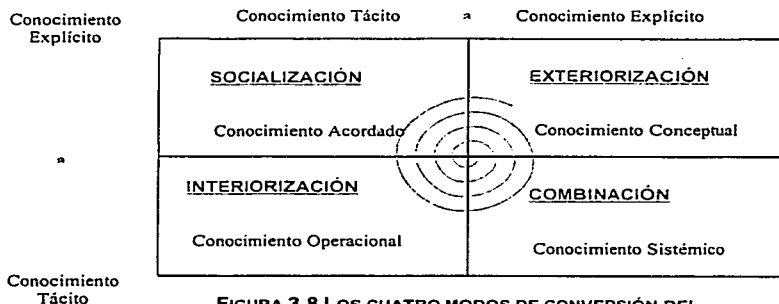 Conocimiento Tácito a Conocimiento Explícito
Conocimiento
Explícito
SOCIALIZACIÓN EXTERIORIZACIÓN
Conocimiento Acordado Conocimiento Conceptual
a
INTERIORIZACIÓN COMBINACIÓN
Conocimiento Operacional Conocimiento Sistémico
Conocimiento
Tácito
FIGURA 3.8 LOS CUATRO MODOS DE CONVERSIÓN DEL